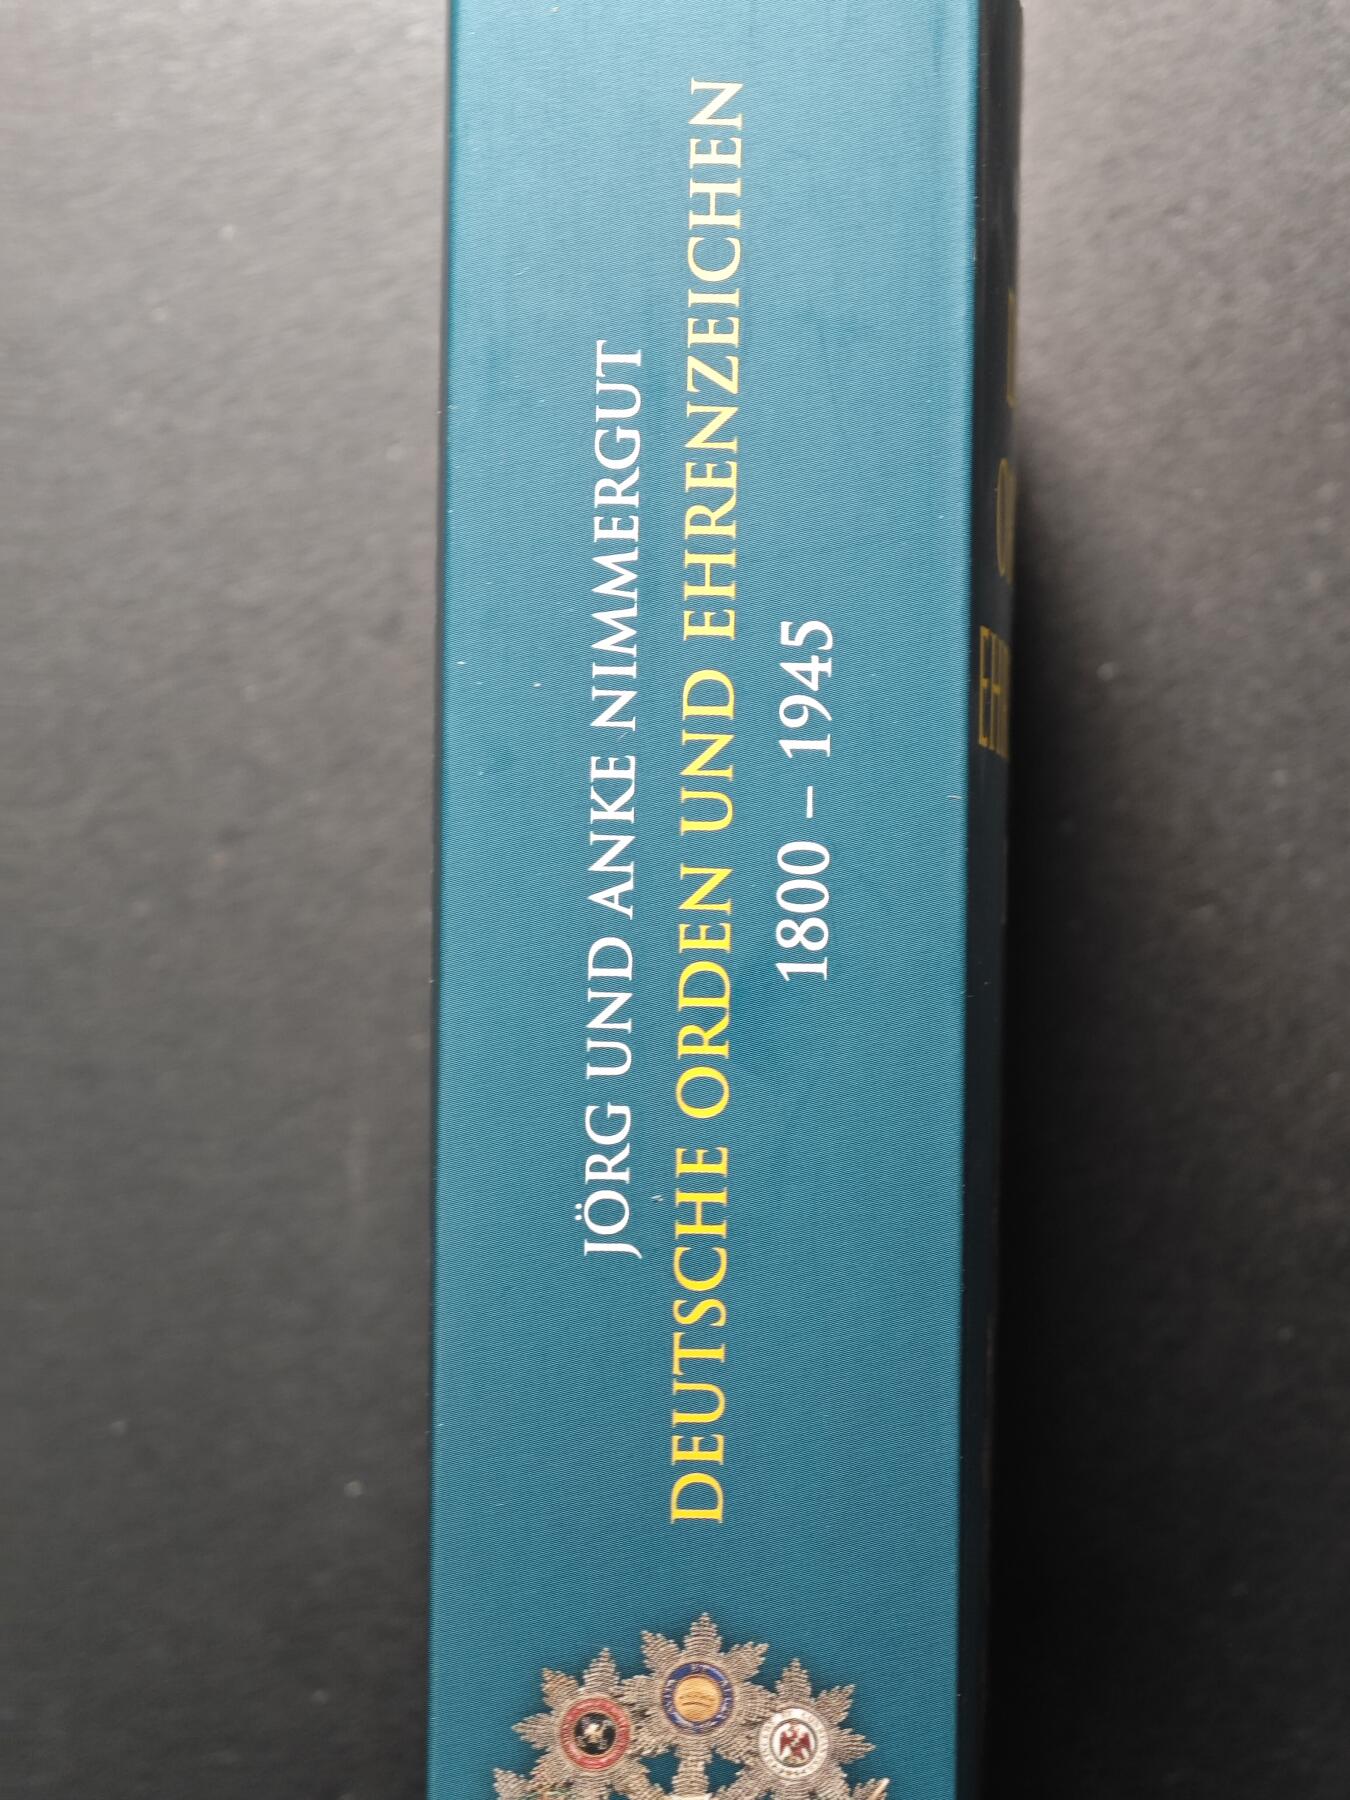 JÖRG UND ANKE NIMMERGUT
DEUTSCHE ORDEN UND EHRENZEICHEN
1800 – 1945